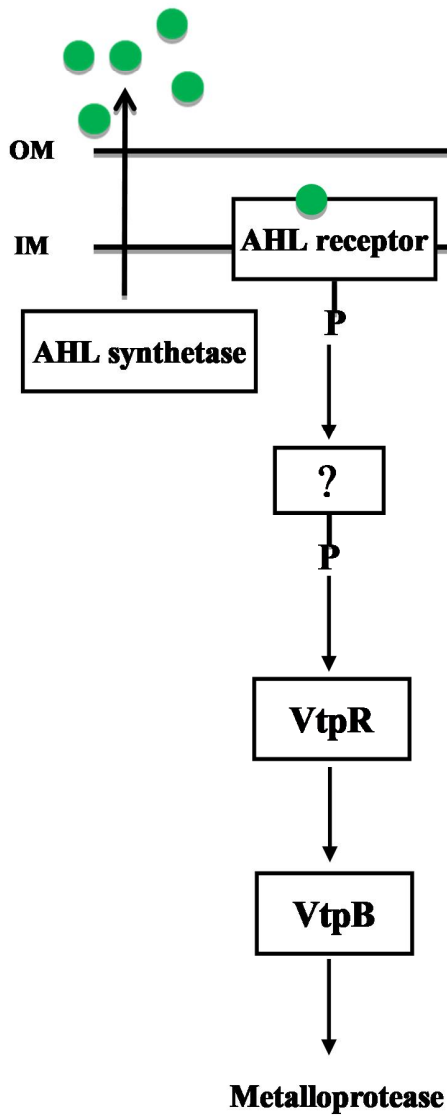 OM
IM
AHL receptor
P
AHL synthetase
?
P
VtpR
VtpB
Metalloprotease